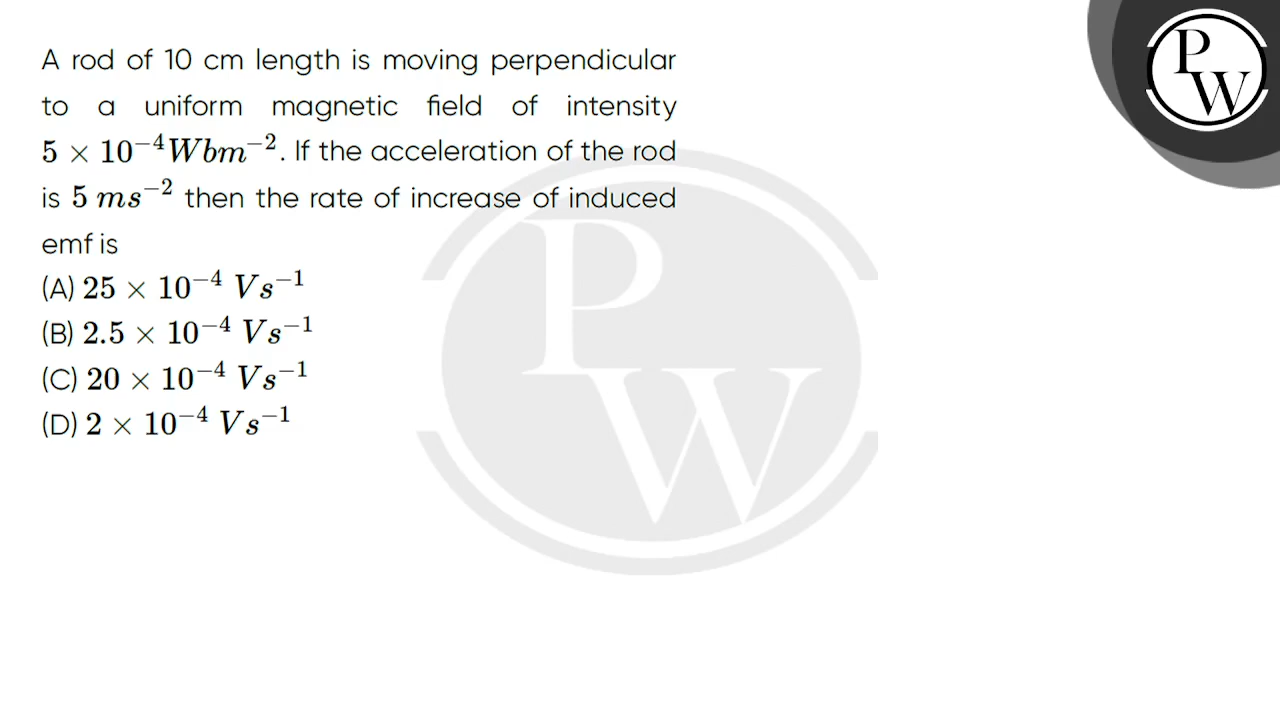 A rod of 10 cm length is moving perpendicular
to a uniform magnetic field of intensity
5 × 10⁻⁴Wbm⁻². If the acceleration of the rod
is 5 ms⁻² then the rate of increase of induced
emf is
(A) 25 × 10⁻⁴ Vs⁻¹
(B) 2.5 × 10⁻⁴ Vs⁻¹
(C) 20 × 10⁻⁴ Vs⁻¹
(D) 2 × 10⁻⁴ Vs⁻¹
PW
PW